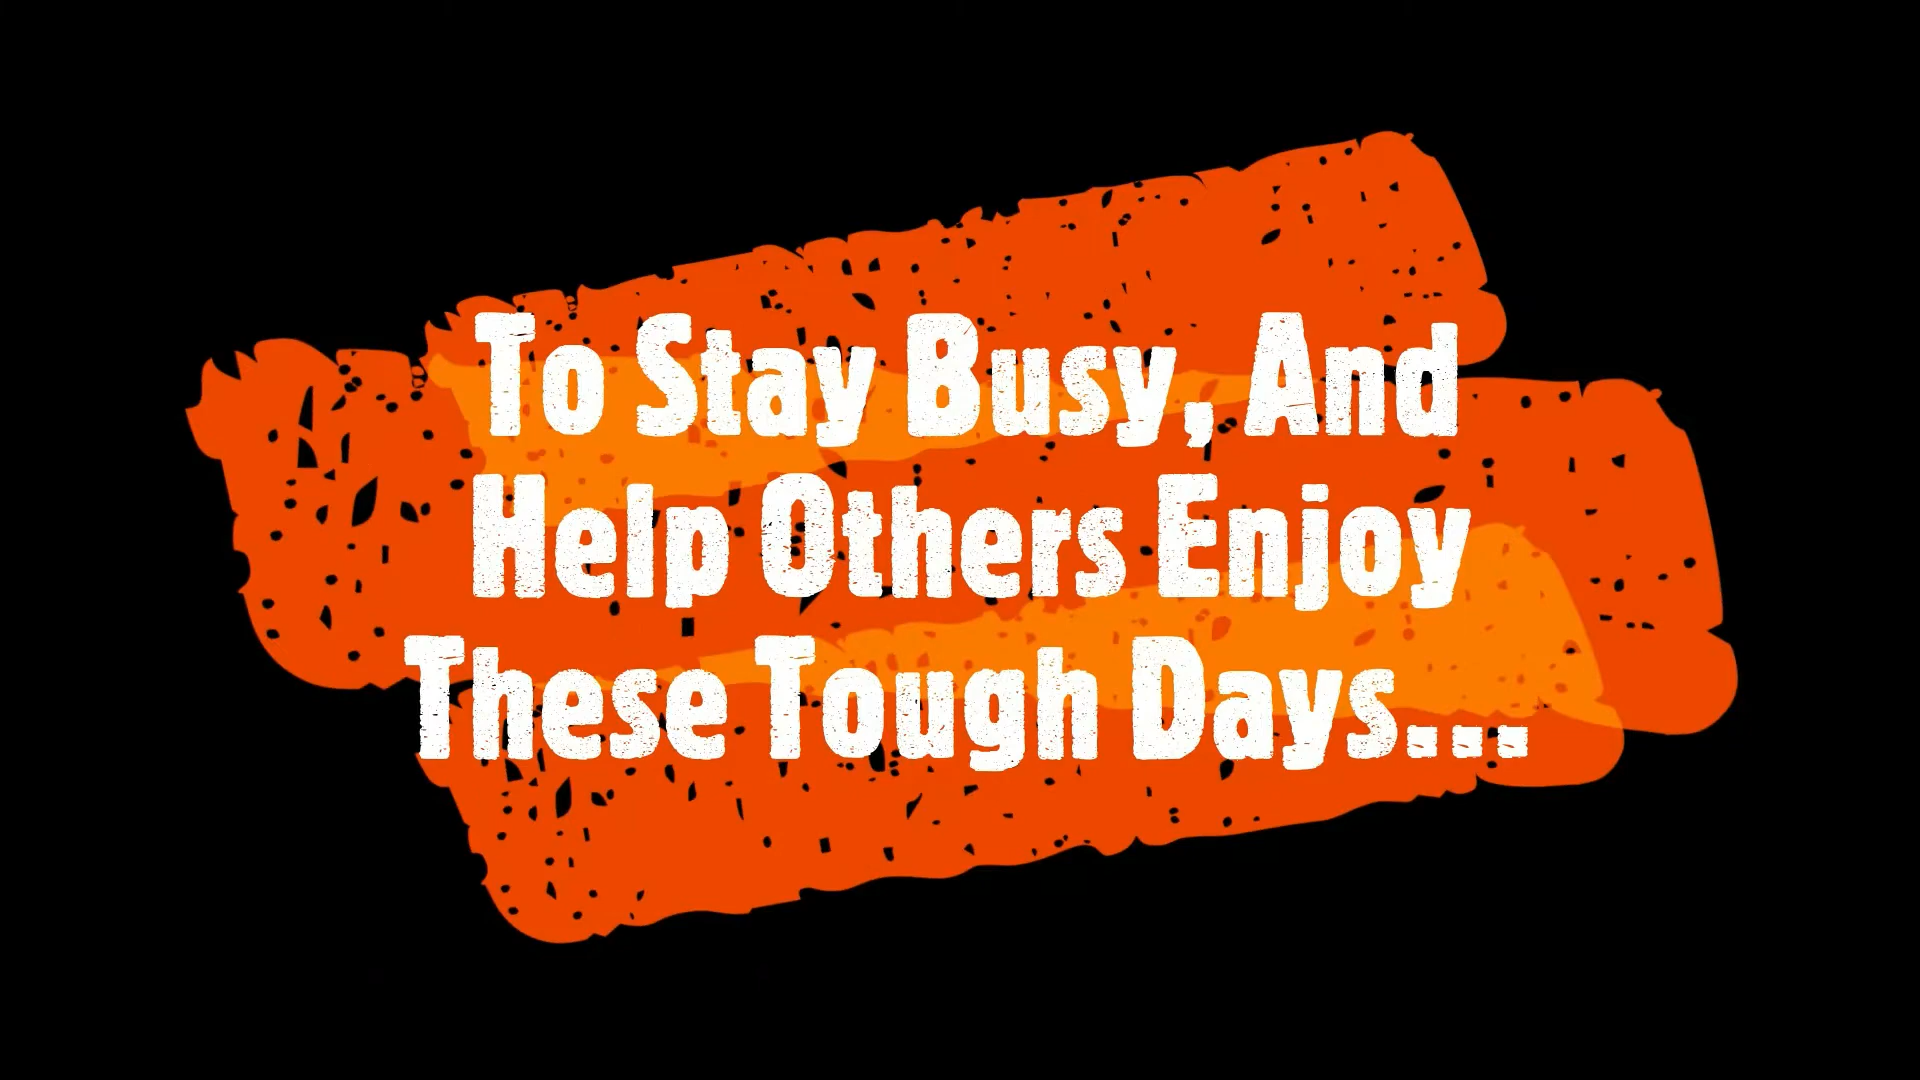 To Stay Busy, And
Help Others Enjoy
These Tough Days...